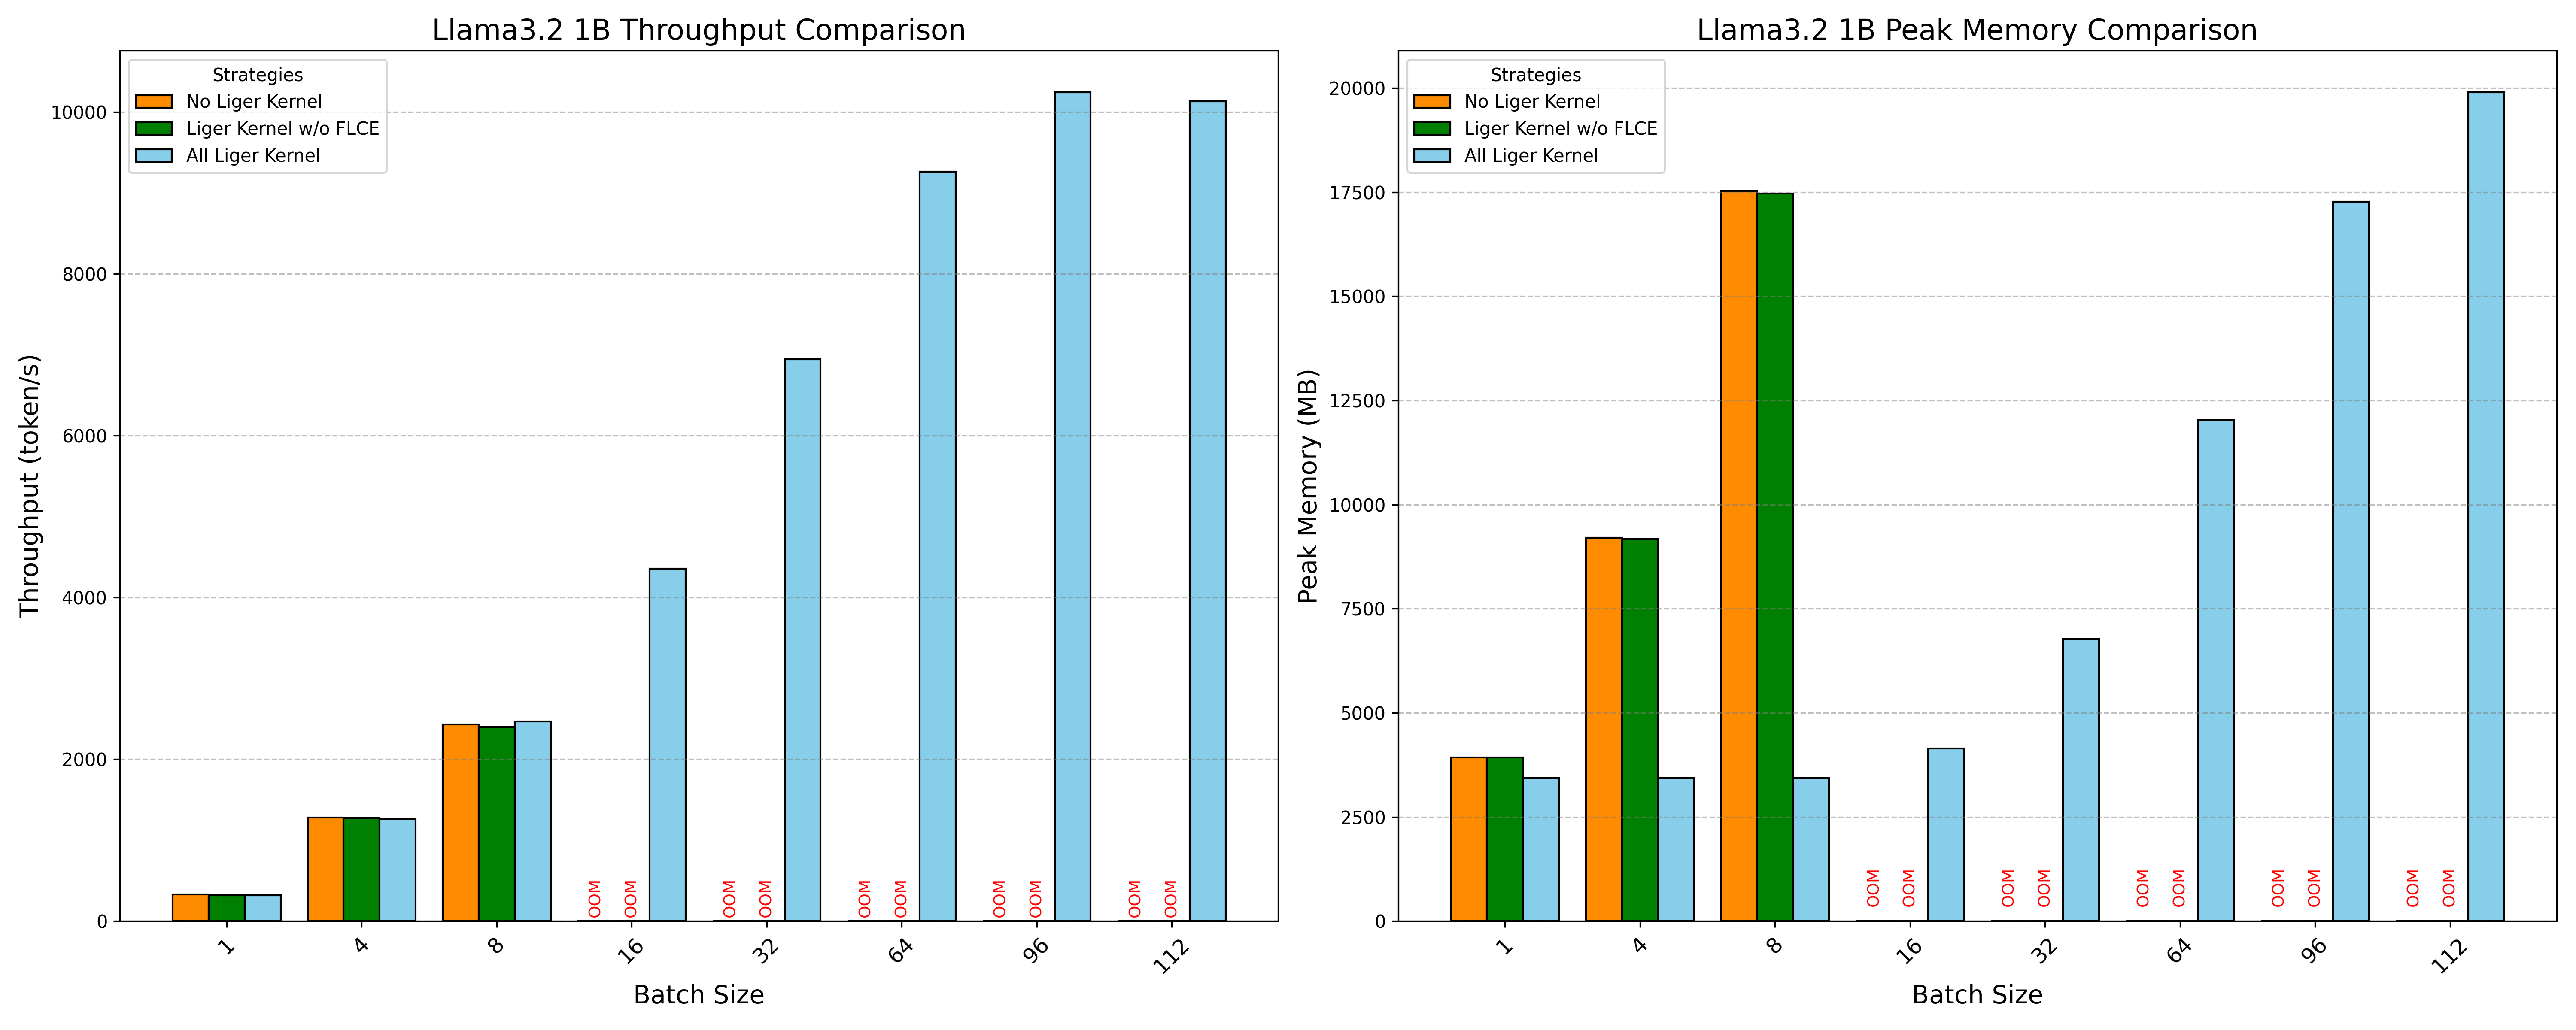 Llama3.2 1B Throughput Comparison
Strategies
No Liger Kernel
Liger Kernel w/o FLCE
All Liger Kernel
Throughput (token/s)
10000
8000
6000
4000
2000
0
OOM OOM OOM OOM OOM OOM OOM OOM OOM OOM
1 4 8 16 32 64 96 112
Batch Size
Llama3.2 1B Peak Memory Comparison
Strategies
No Liger Kernel
Liger Kernel w/o FLCE
All Liger Kernel
Peak Memory (MB)
20000
17500
15000
12500
10000
7500
5000
2500
0
OOM OOM OOM OOM OOM OOM OOM OOM OOM OOM
1 4 8 16 32 64 96 112
Batch Size